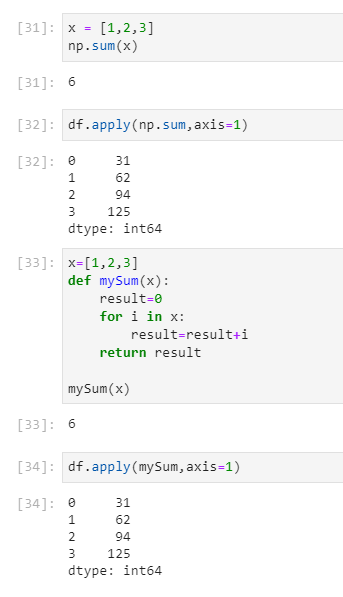 [31]: x = [1,2,3]
np.sum(x)
[31]: 6
[32]: df.apply(np.sum,axis=1)
[32]: 0 31
1 62
2 94
3 125
dtype: int64
[33]: x=[1,2,3]
def mySum(x):
    result=0
    for i in x:
        result=result+i
    return result
mySum(x)
[33]: 6
[34]: df.apply(mySum,axis=1)
[34]: 0 31
1 62
2 94
3 125
dtype: int64